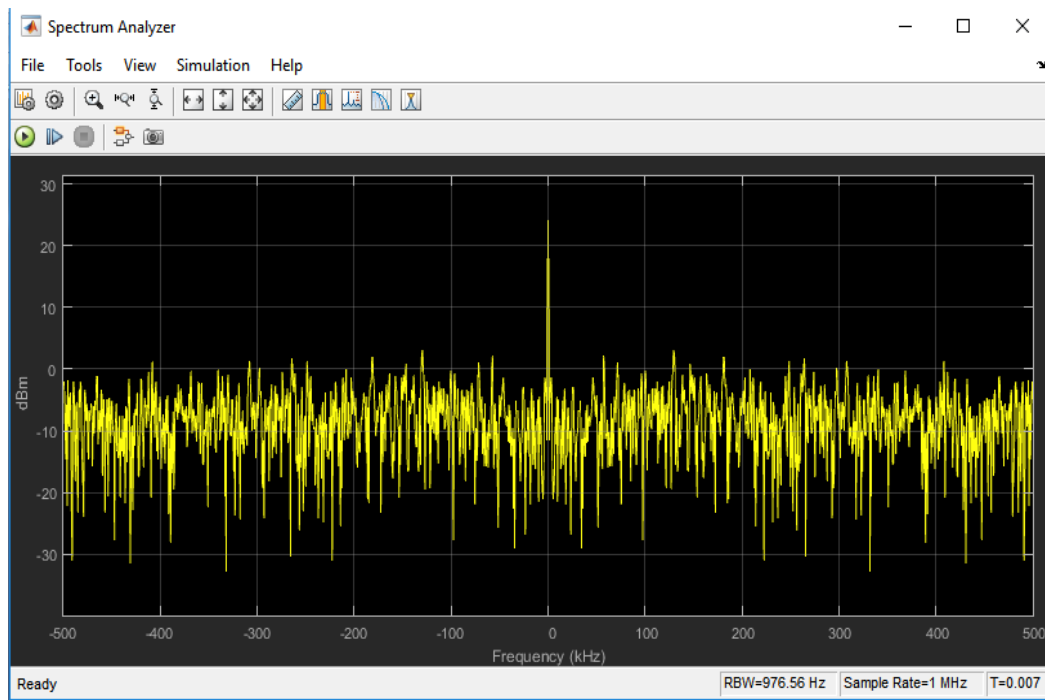 Spectrum Analyzer
File Tools View Simulation Help
30
20
10
0
-10
-20
-30
dBm
-500 -400 -300 -200 -100 0 100 200 300 400 500
Frequency (kHz)
Ready RBW=976.56 Hz Sample Rate=1 MHz T=0.007